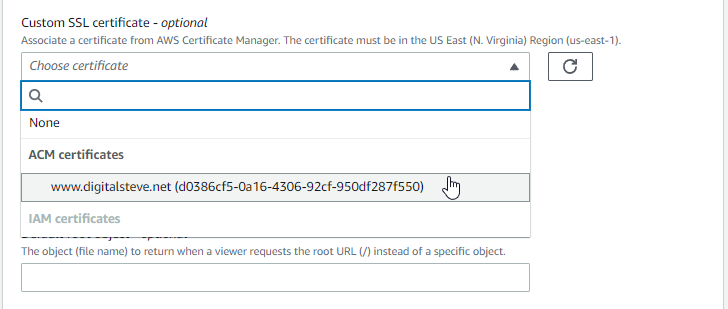 Custom SSL certificate - optional
Associate a certificate from AWS Certificate Manager. The certificate must be in the US East (N. Virginia) Region (us-east-1).
Choose certificate
None
ACM certificates
www.digitalsteve.net (d0386cf5-0a16-4306-92cf-950df287f550)
IAM certificates
The object (file name) to return when a viewer requests the root URL (/) instead of a specific object.